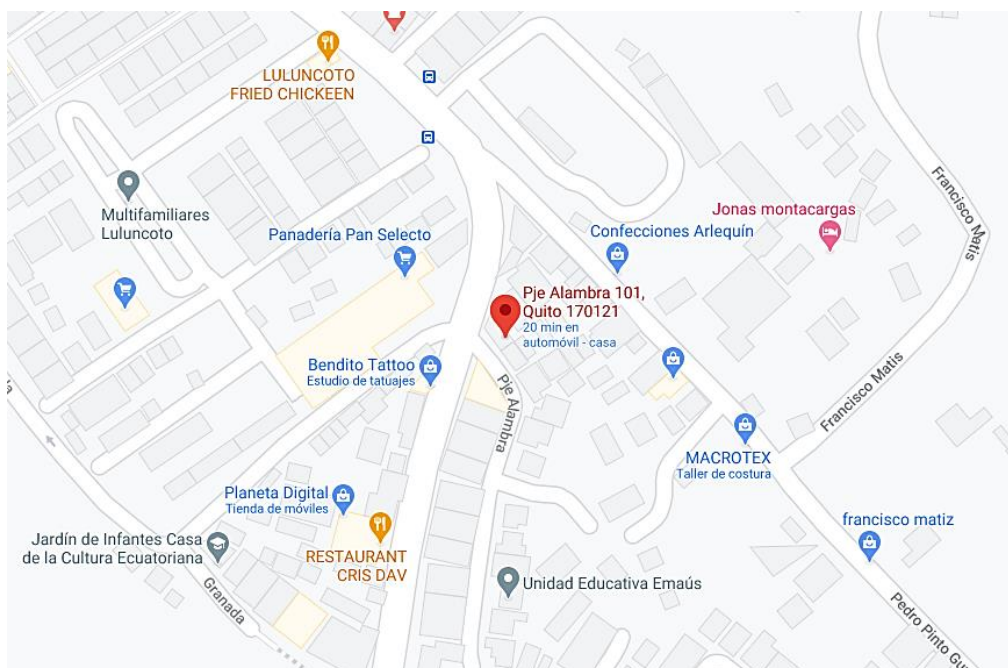 LULUNCOTO
FRIED CHICKEEN
Multifamiliares
Luluncoto
Panadería Pan Selecto
Confecciones Arlequín
Jonas montacargas
Francisco Matis
Pje Alambra 101,
Quito 170121
20 min en
automóvil - casa
Bendito Tattoo
Estudio de tatuajes
Pje Alambra
Francisco Matis
MACROTEX
Taller de costura
Planeta Digital
Tienda de móviles
francisco matiz
Jardín de Infantes Casa
de la Cultura Ecuatoriana
RESTAURANT
CRIS DAV
Granada
Unidad Educativa Emaús
Pedro Pinto Gu